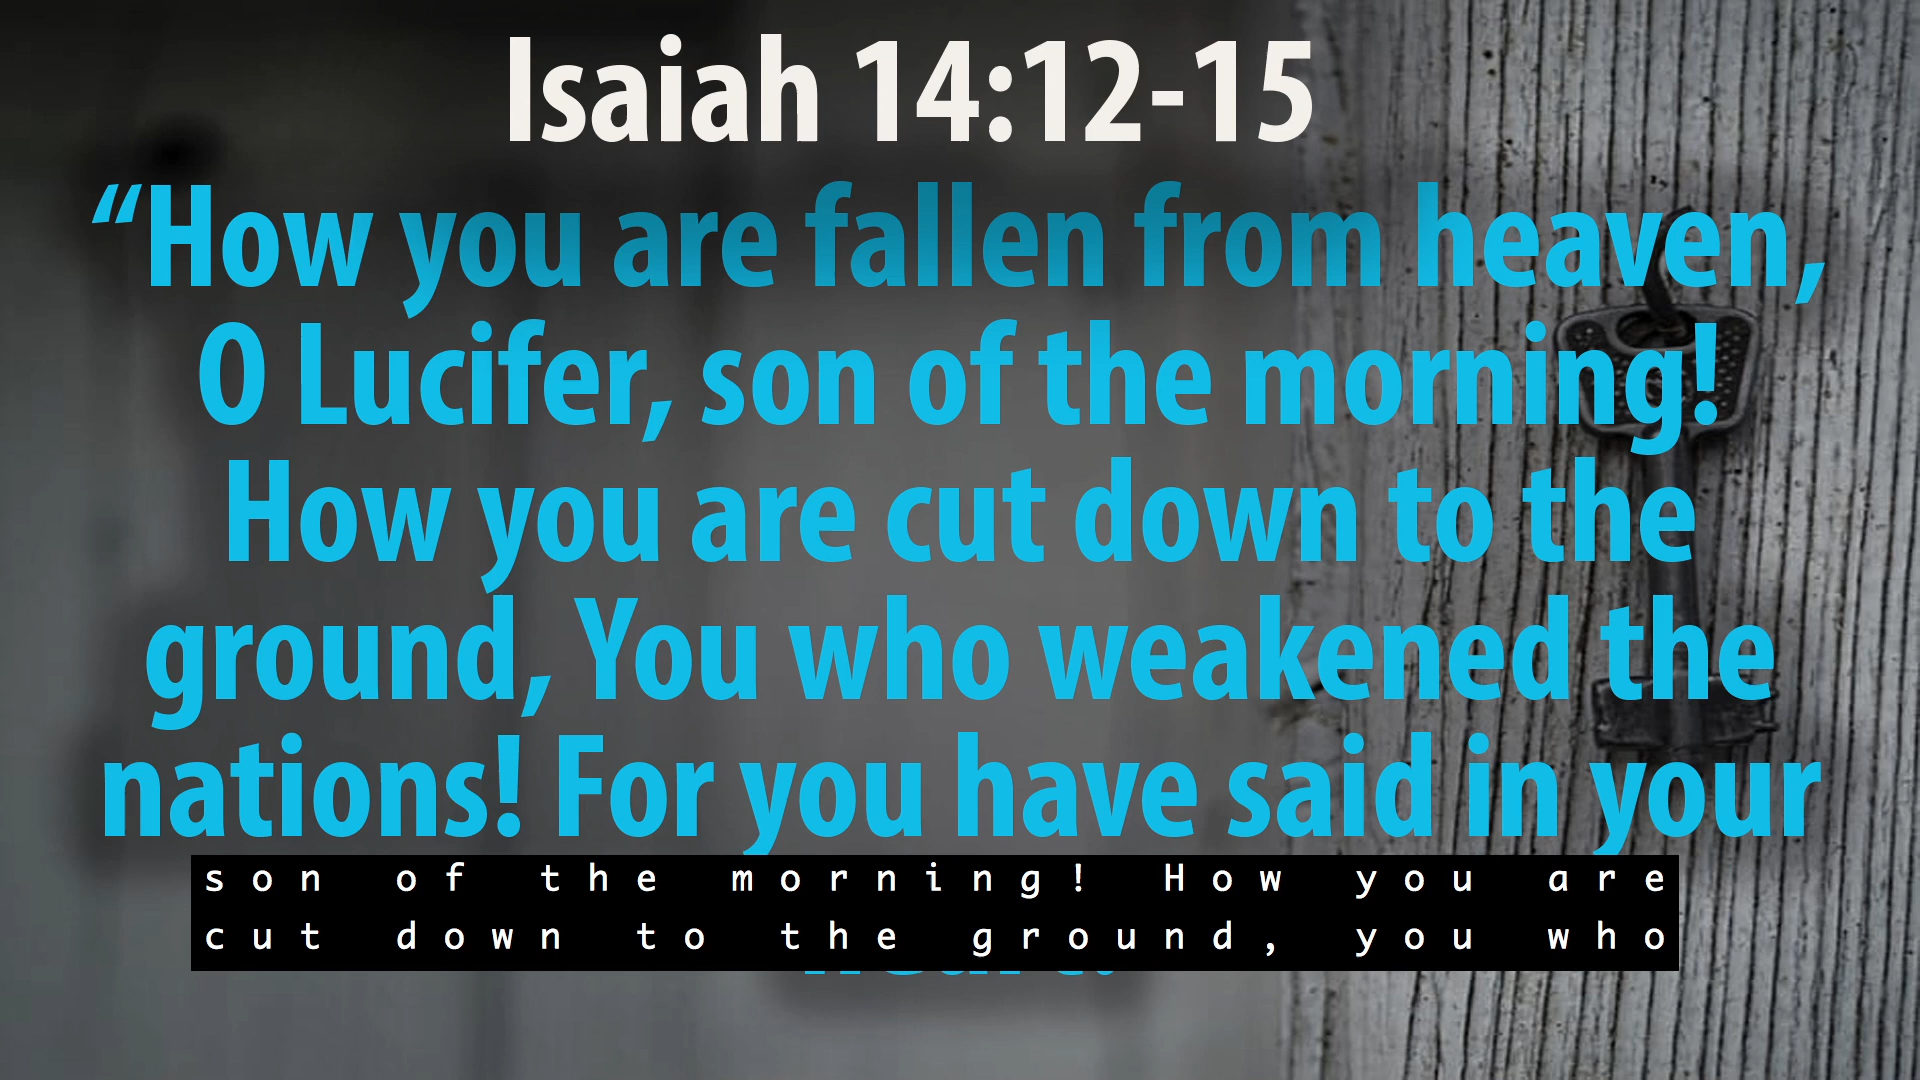 Isaiah 14:12-15
“How you are fallen from heaven,
O Lucifer, son of the morning!
How you are cut down to the
ground, You who weakened the
nations! For you have said in your
son of the morning! How you are
cut down to the ground, you who